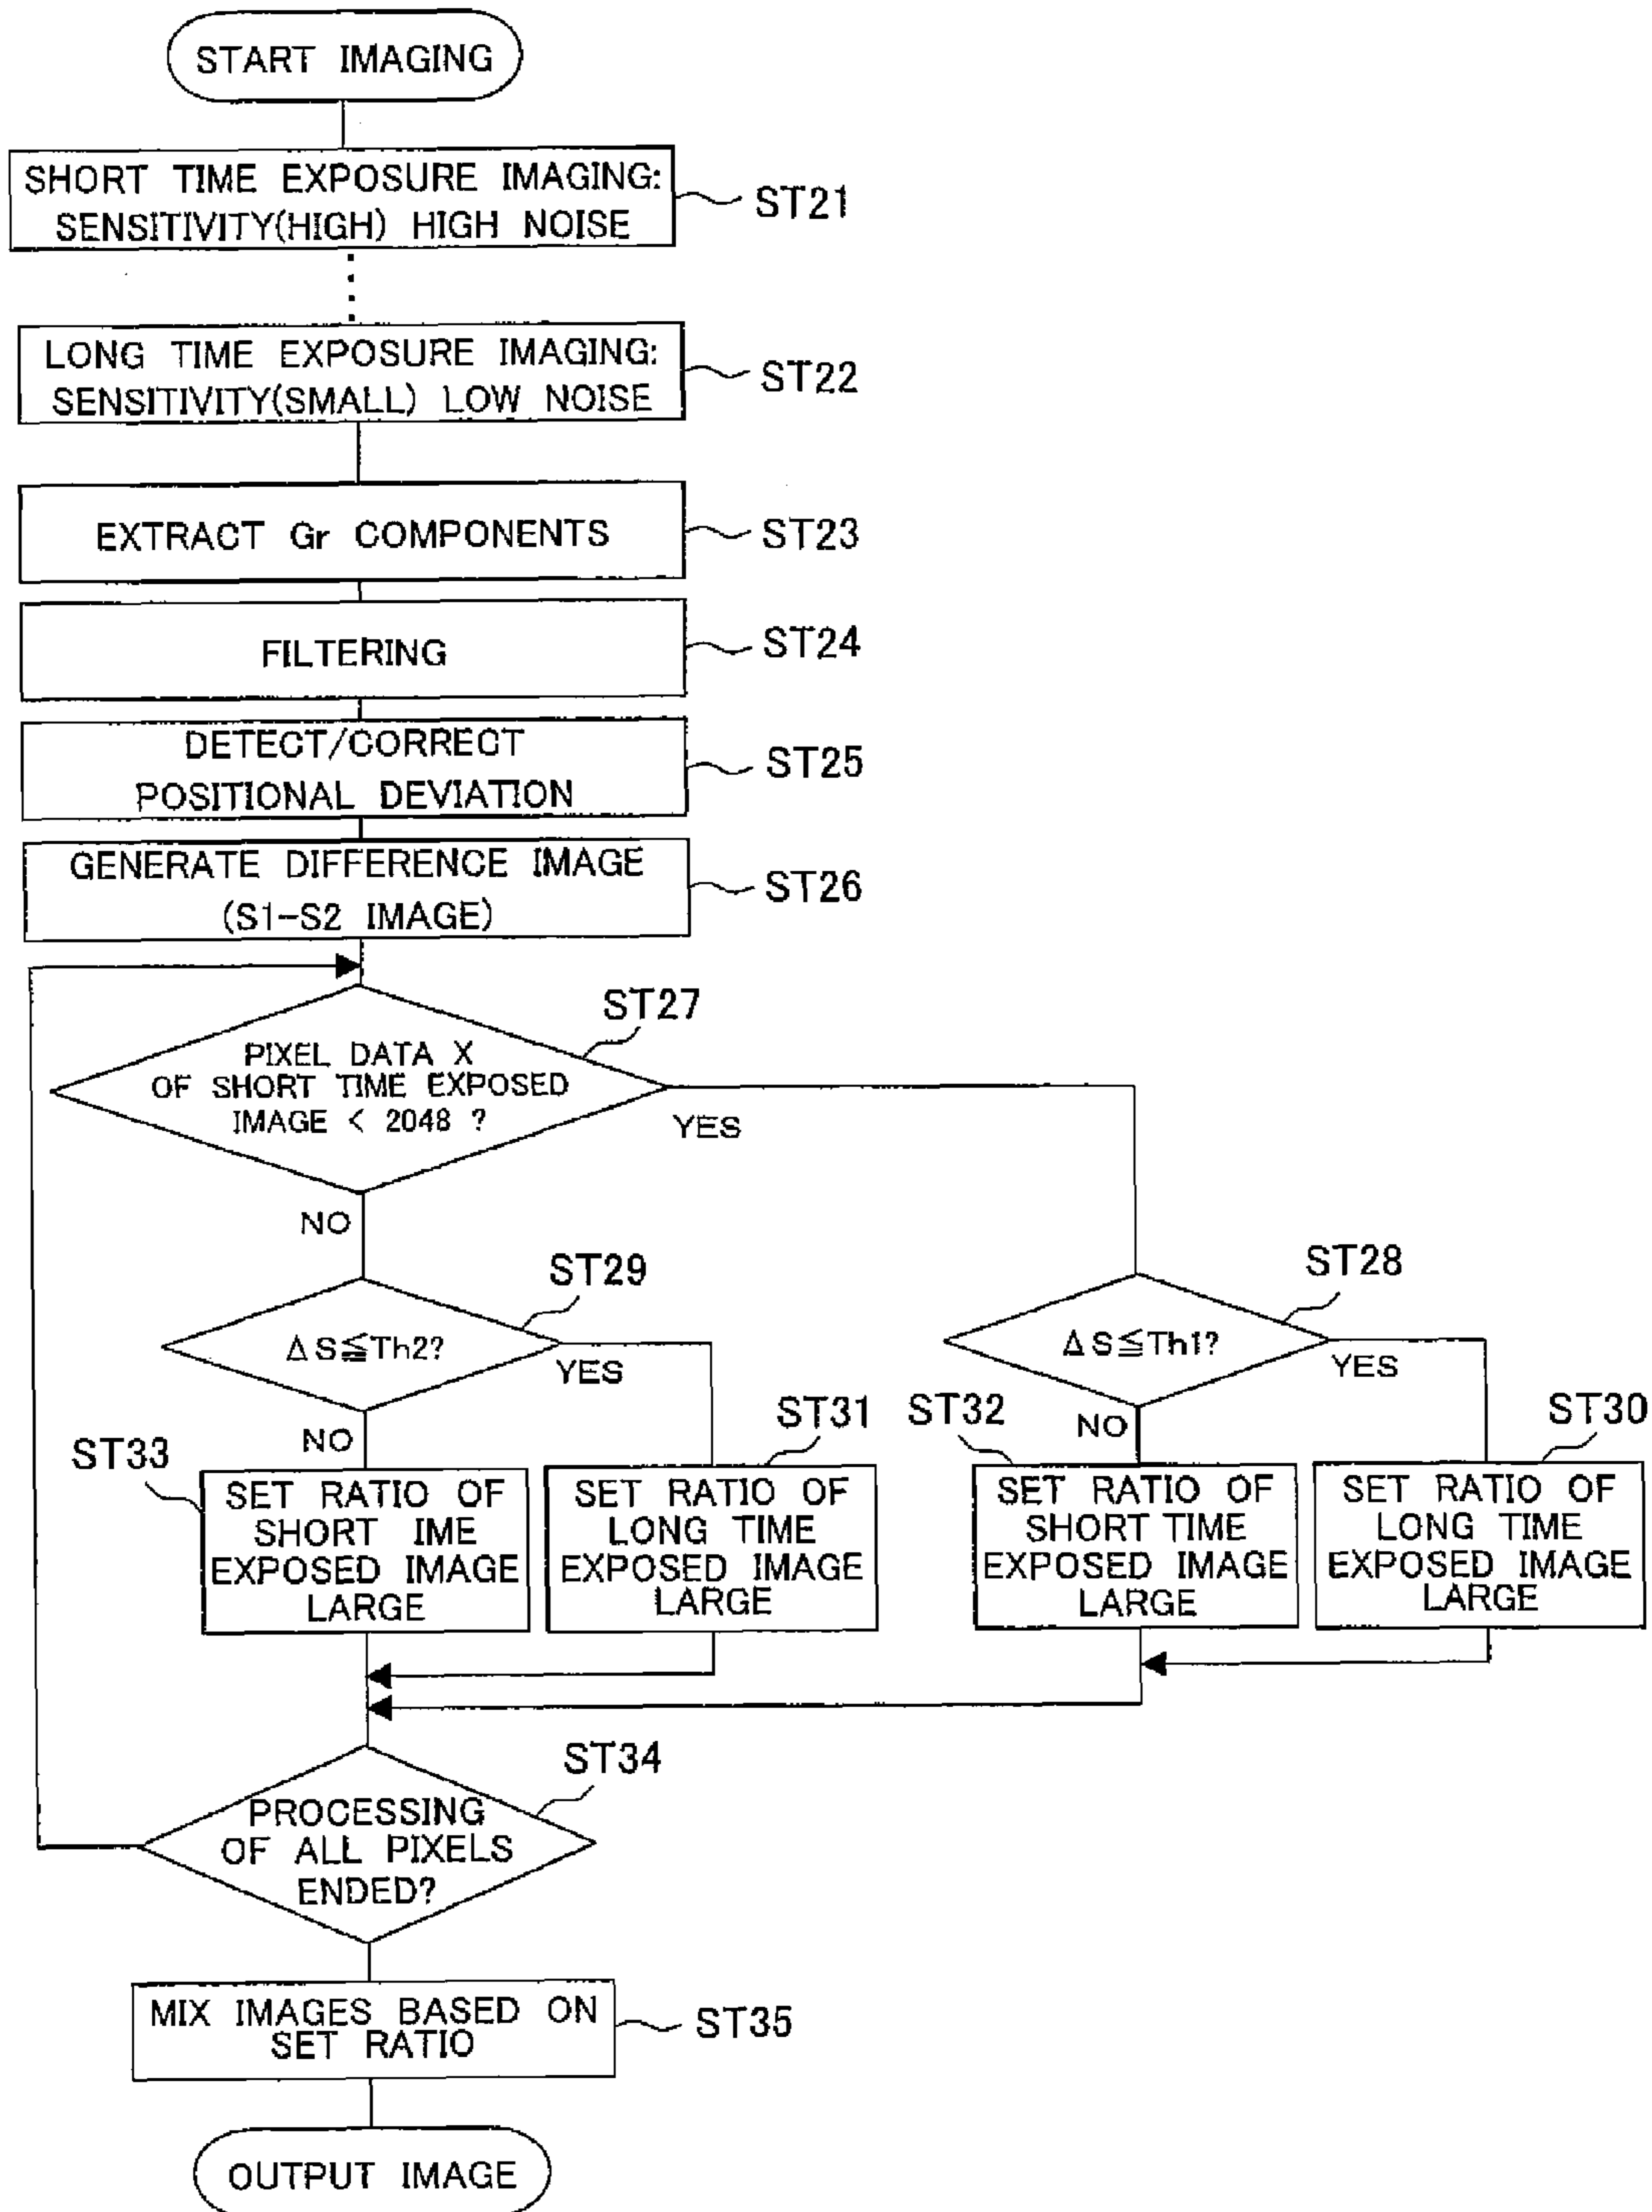 START IMAGING
SHORT TIME EXPOSURE IMAGING:
SENSITIVITY(HIGH) HIGH NOISE
ST21
LONG TIME EXPOSURE IMAGING:
SENSITIVITY(SMALL) LOW NOISE
ST22
EXTRACT Gr COMPONENTS
ST23
FILTERING
ST24
DETECT/CORRECT
POSITIONAL DEVIATION
ST25
GENERATE DIFFERENCE IMAGE
(S1-S2 IMAGE)
ST26
ST27
PIXEL DATA X
OF SHORT TIME EXPOSED
IMAGE < 2048 ?
YES
NO
ST29
ΔS≦Th2?
YES
NO
ST28
ΔS≦Th1?
YES
NO
ST33
SET RATIO OF
SHORT IME
EXPOSED IMAGE
LARGE
ST31
SET RATIO OF
LONG TIME
EXPOSED IMAGE
LARGE
ST32
SET RATIO OF
SHORT TIME
EXPOSED IMAGE
LARGE
ST30
SET RATIO OF
LONG TIME
EXPOSED IMAGE
LARGE
ST34
PROCESSING
OF ALL PIXELS
ENDED?
MIX IMAGES BASED ON
SET RATIO
ST35
OUTPUT IMAGE